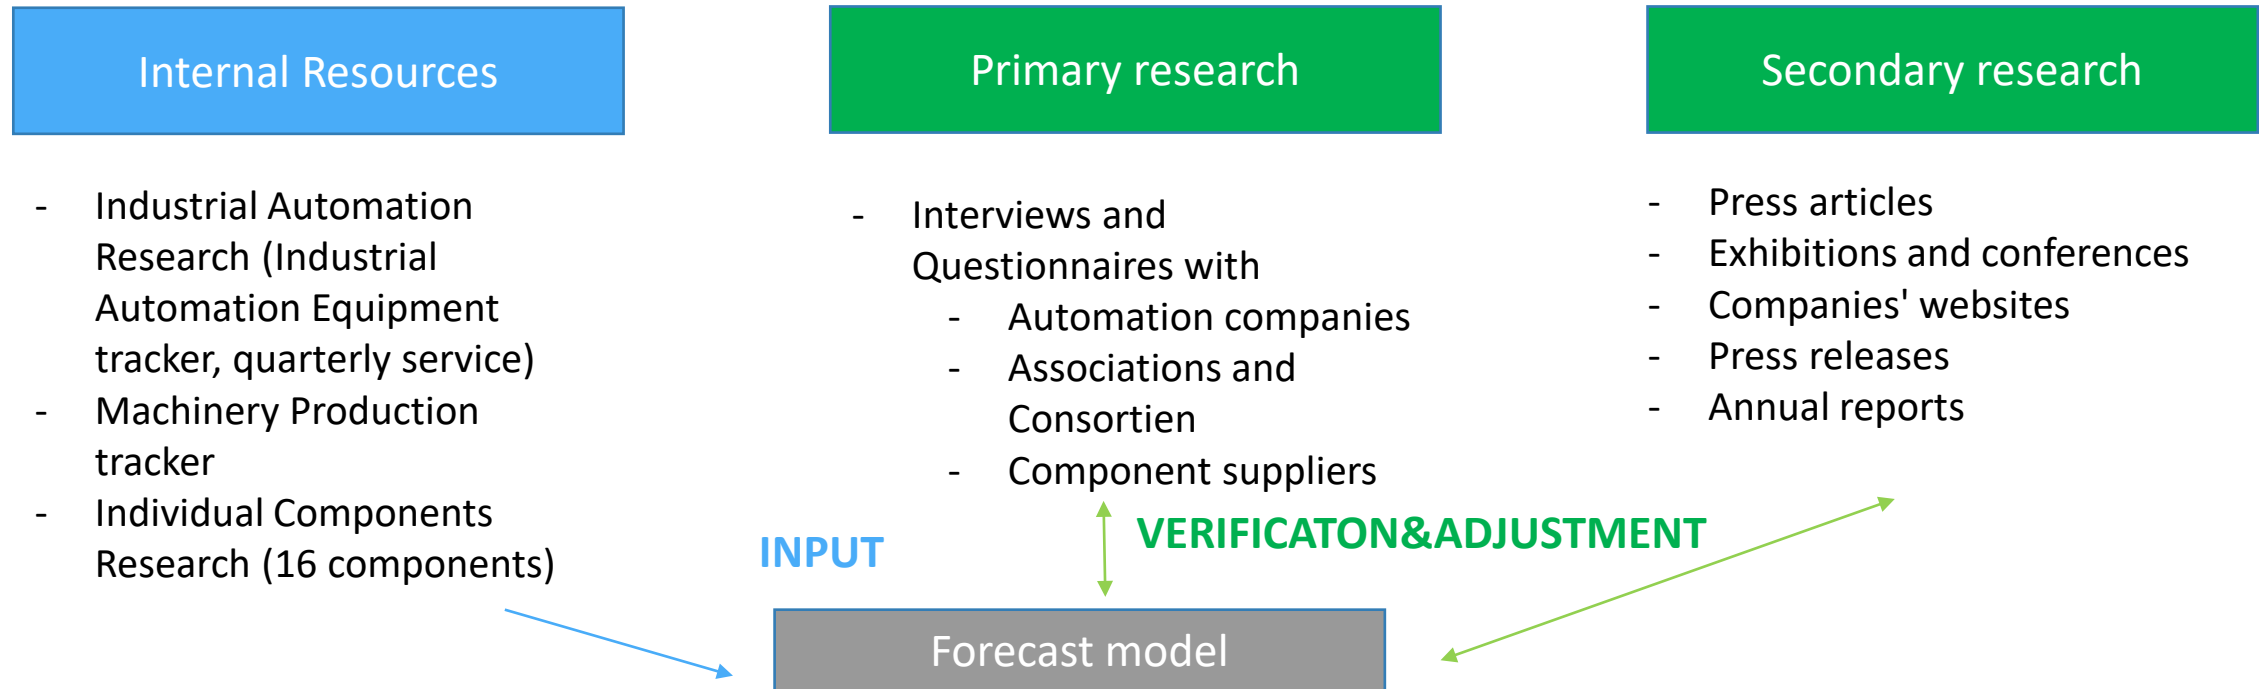 Internal Resources
- Industrial Automation
Research (Industrial
Automation Equipment
tracker, quarterly service)
- Machinery Production
tracker
- Individual Components
Research (16 components)
Primary research
- Interviews and
Questionnaires with
- Automation companies
- Associations and
Consortien
- Component suppliers
Secondary research
- Press articles
- Exhibitions and conferences
- Companies' websites
- Press releases
- Annual reports
INPUT
VERIFICATON&ADJUSTMENT
Forecast model